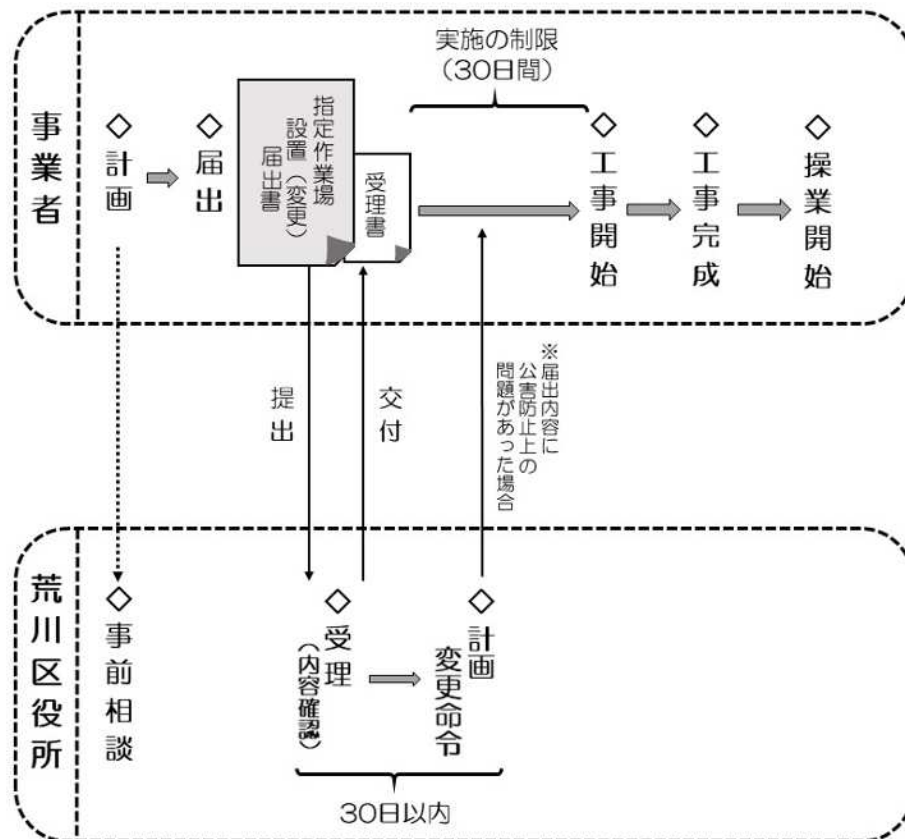 事業者
◇計画
◇届出
指定作業場
設置（変更）
届出書
受理書
実施の制限
（30日間）
◇工事開始
◇工事完成
◇操業開始
提出
交付
※届出内容に
公害防止上の
問題があった場合
荒川区役所
◇事前相談
◇受理
（内容確認）
◇計画
変更命令
30日以内